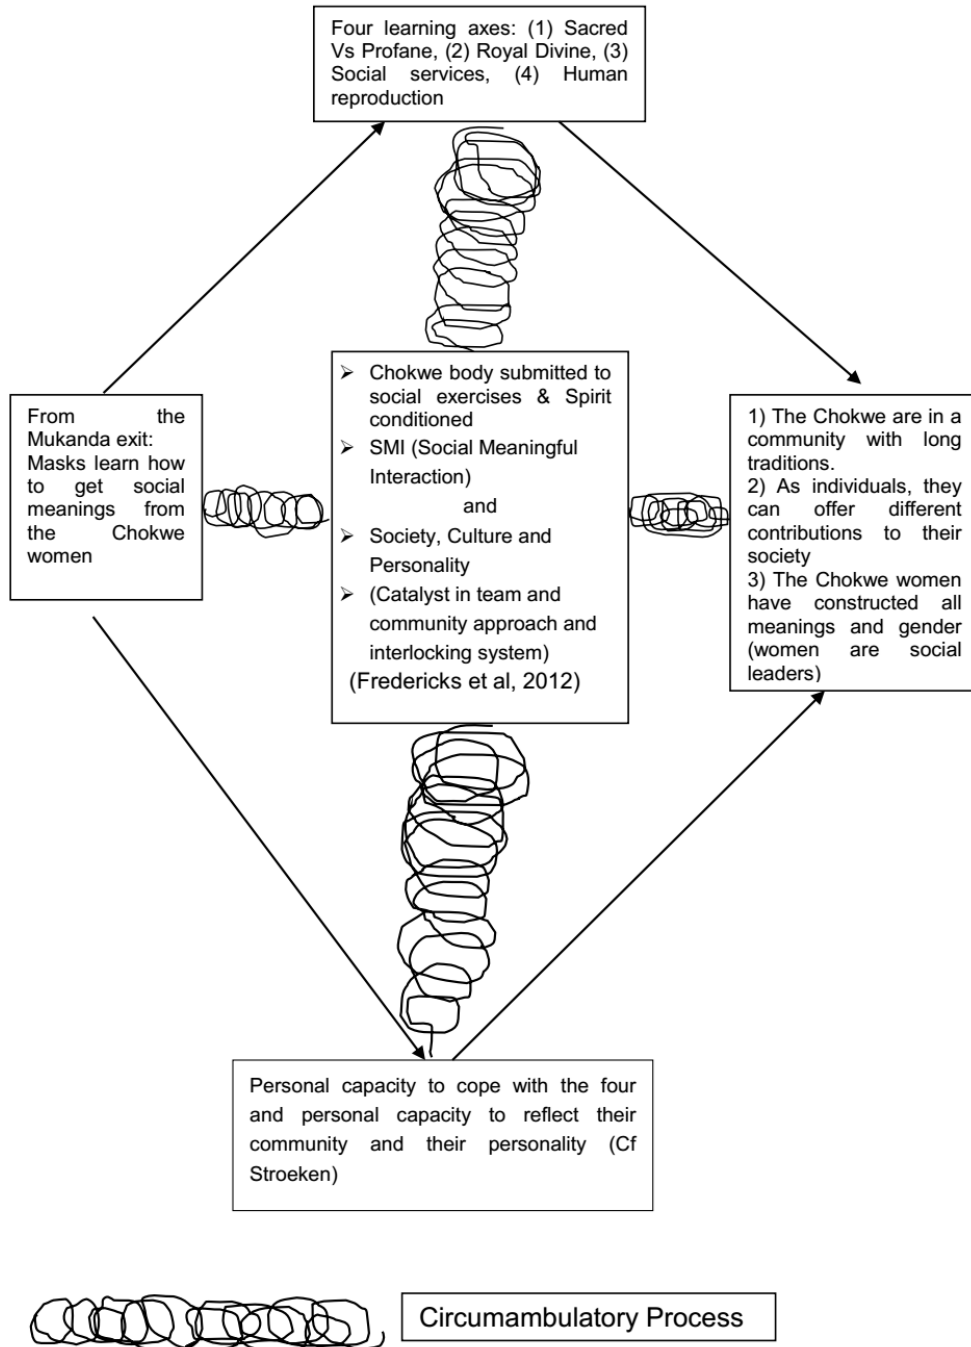 Four learning axes: (1) Sacred
Vs Profane, (2) Royal Divine, (3)
Social services, (4) Human
reproduction
From the
Mukanda exit:
Masks learn how
to get social
meanings from
the Chokwe
women
➢ Chokwe body submitted to
social exercises & Spirit
conditioned
➢ SMI (Social Meaningful
Interaction)
and
➢ Society, Culture and
Personality
➢ (Catalyst in team and
community approach and
interlocking system)
(Fredericks et al, 2012)
1) The Chokwe are in a
community with long
traditions.
2) As individuals, they
can offer different
contributions to their
society
3) The Chokwe women
have constructed all
meanings and gender
(women are social
leaders)
Personal capacity to cope with the four
and personal capacity to reflect their
community and their personality (Cf
Stroeken)
Circumambulatory Process